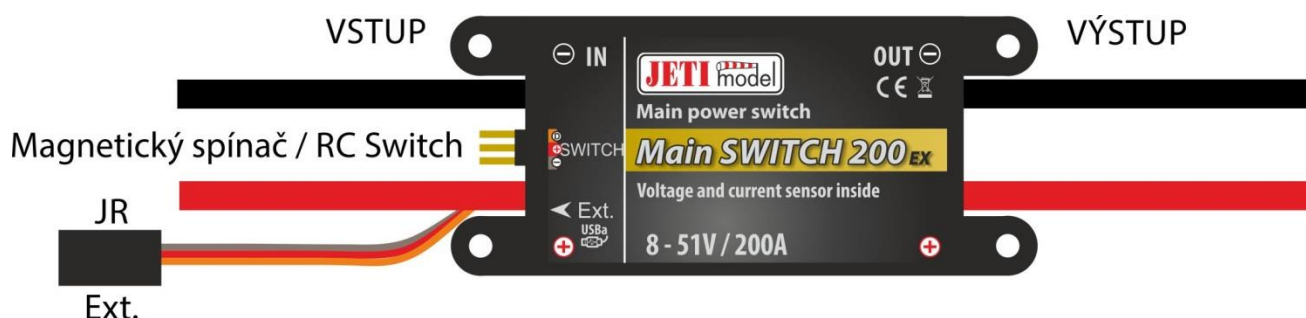 VSTUP
VÝSTUP
IN
OUT
JETI model
CE
Main power switch
Magnetický spínač / RC Switch
SWITCH
Main SWITCH 200 EX
Voltage and current sensor inside
Ext.
USBa
8 - 51V / 200A
JR
Ext.